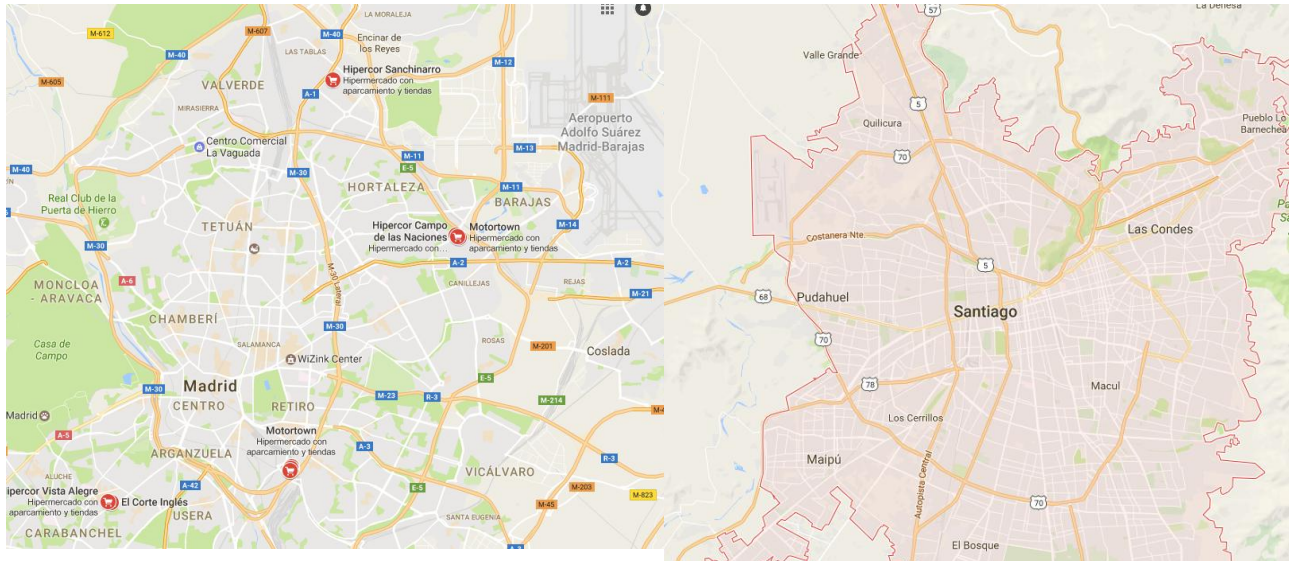 M-612
M-607
M-40
LA MORALEJA
M-40
Encinar de
los Reyes
LAS TABLAS
M-12
M-605
VALVERDE
Hipercor Sanchinarro
Hipermercado con
aparcamiento y tiendas
A-1
M-111
MIRASIERRA
Aeropuerto
Adolfo Suárez
Madrid-Barajas
Centro Comercial
La Vaguada
M-13
M-11
E-5
M-40
M-30
HORTALEZA
M-11
Real Club de la
Puerta de Hierro
BARAJAS
TETUÁN
Hipercor Campo
de las Naciones
Hipermercado con...
Motortown
Hipermercado con
aparcamiento y tiendas
M-14
M-30
A-2
A-2
A-6
M-30 Lateral
CANILLEJAS
REJAS
MONCLOA
- ARAVACA
M-21
CHAMBERÍ
M-30
Casa de
Campo
SALAMANCA
ROSAS
M-201
Coslada
WiZink Center
E-5
Madrid
M-30
CENTRO
RETIRO
M-23
R-3
M-214
Madrid
Motortown
Hipermercado con
aparcamiento y tiendas
A-5
A-3
ARGANZUELA
R-3
VICÁLVARO
ALUCHE
A-42
E-5
M-203
ipercor Vista Alegre
Hipermercado con
aparcamiento y tiendas
El Corte Inglés
M-823
USERA
M-45
SANTA EUGENIA
CARABANCHEL
A-3
57
La Dehesa
Valle Grande
5
Quilicura
Pueblo Lo
Barnechea
70
Las Condes
Costanera Nte.
5
68
Pudahuel
Santiago
70
78
Macul
Los Cerrillos
Maipú
Autopista Central
70
El Bosque